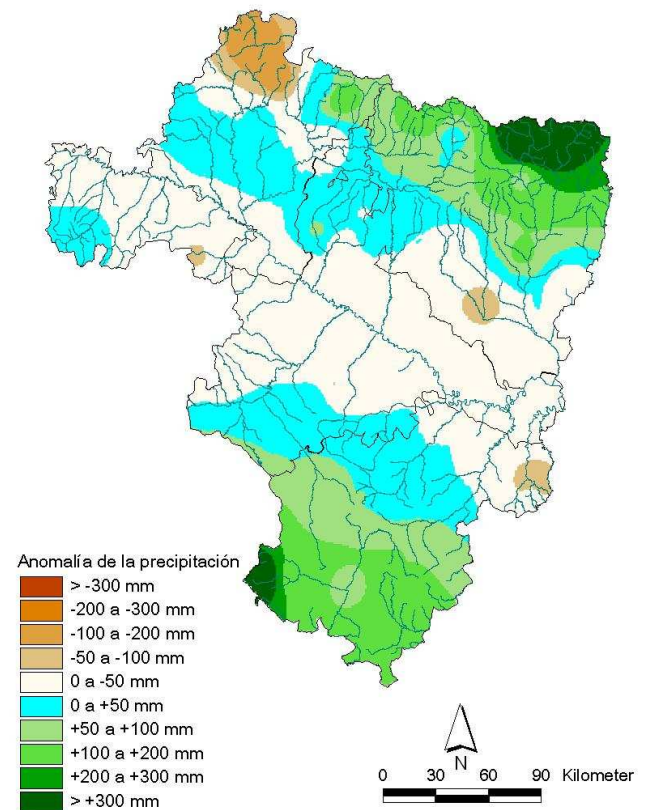 Anomalía de la precipitación
> -300 mm
-200 a -300 mm
-100 a -200 mm
-50 a -100 mm
0 a -50 mm
0 a +50 mm
+50 a +100 mm
+100 a +200 mm
+200 a +300 mm
> +300 mm
N
0 30 60 90 Kilometer